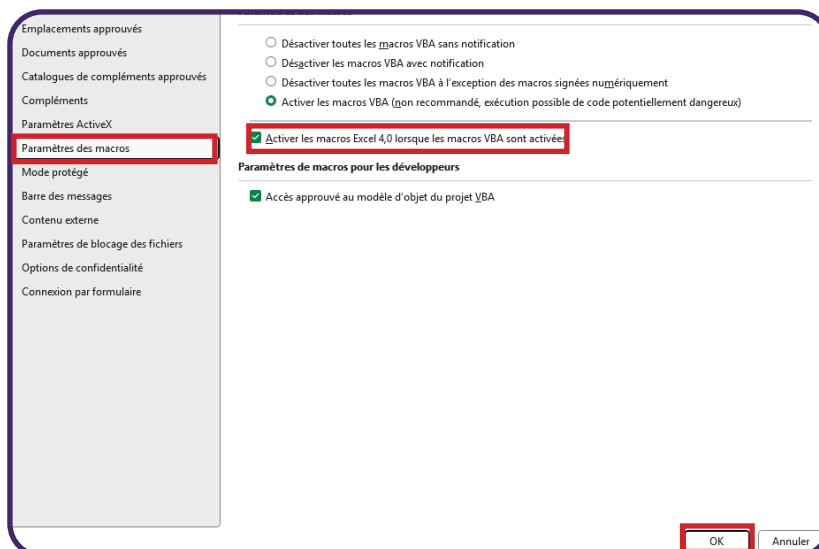 Emplacements approuvés
Documents approuvés
Catalogues de compléments approuvés
Compléments
Paramètres ActiveX
Paramètres des macros
Mode protégé
Barre des messages
Contenu externe
Paramètres de blocage des fichiers
Options de confidentialité
Connexion par formulaire
Désactiver toutes les macros VBA sans notification
Désactiver les macros VBA avec notification
Désactiver toutes les macros VBA à l'exception des macros signées numériquement
Activer les macros VBA (non recommandé, exécution possible de code potentiellement dangereux)
Activer les macros Excel 4,0 lorsque les macros VBA sont activées
Paramètres de macros pour les développeurs
Accès approuvé au modèle d'objet du projet VBA
OK
Annuler